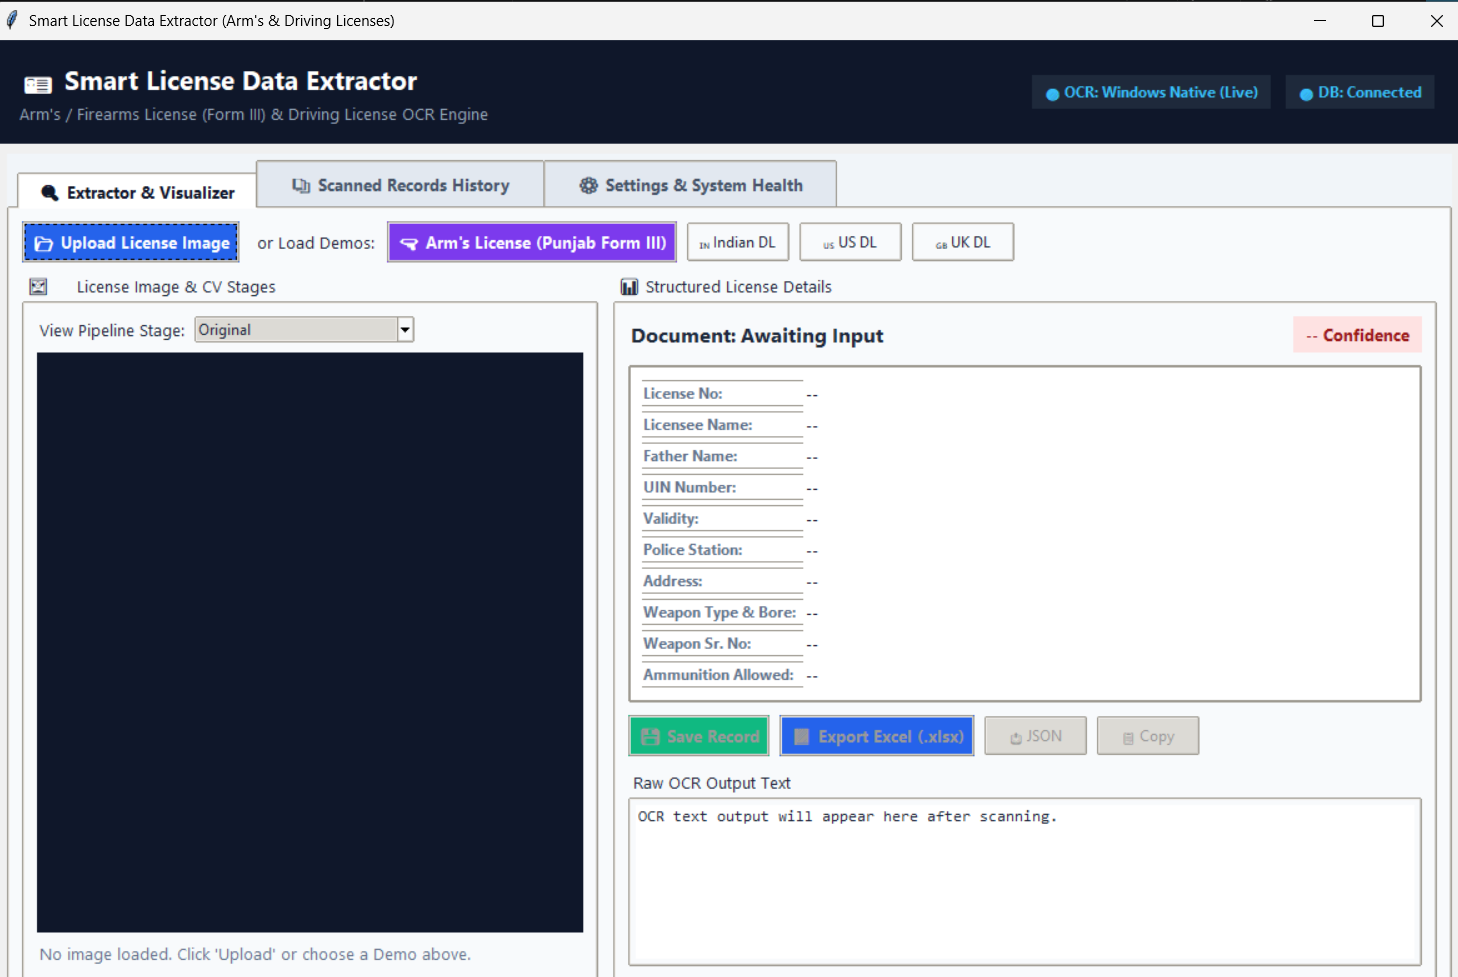 Smart License Data Extractor (Arm's & Driving Licenses)
Smart License Data Extractor
Arm's / Firearms License (Form III) & Driving License OCR Engine
OCR: Windows Native (Live)
DB: Connected
Extractor & Visualizer
Scanned Records History
Settings & System Health
Upload License Image
or Load Demos:
Arm's License (Punjab Form III)
IN Indian DL
US US DL
GB UK DL
License Image & CV Stages
View Pipeline Stage: Original
No image loaded. Click 'Upload' or choose a Demo above.
Structured License Details
Document: Awaiting Input
-- Confidence
License No: --
Licensee Name: --
Father Name: --
UIN Number: --
Validity: --
Police Station: --
Address: --
Weapon Type & Bore: --
Weapon Sr. No: --
Ammunition Allowed: --
Save Record
Export Excel (.xlsx)
JSON
Copy
Raw OCR Output Text
OCR text output will appear here after scanning.